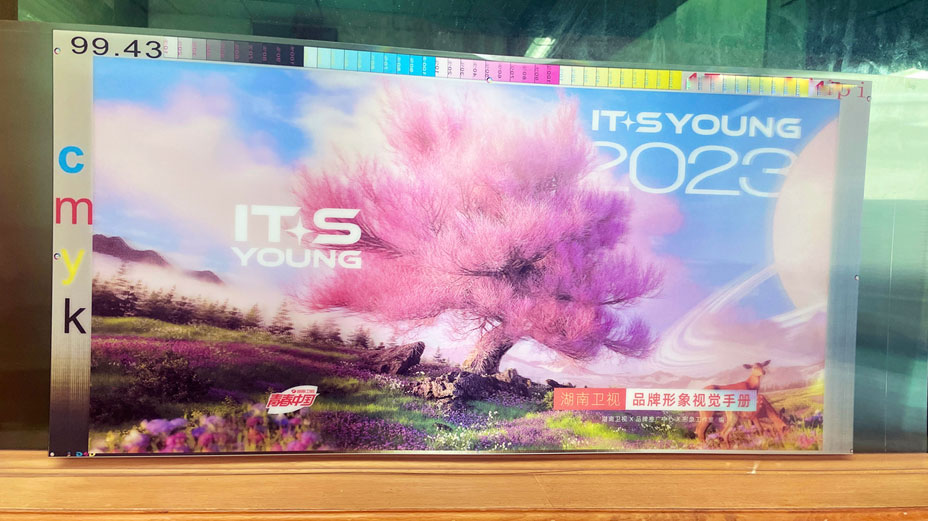 99.43
c
m
y
k
IT'S YOUNG
2023
IT'S
YOUNG
青春中国
湖南卫视 品牌形象视觉手册